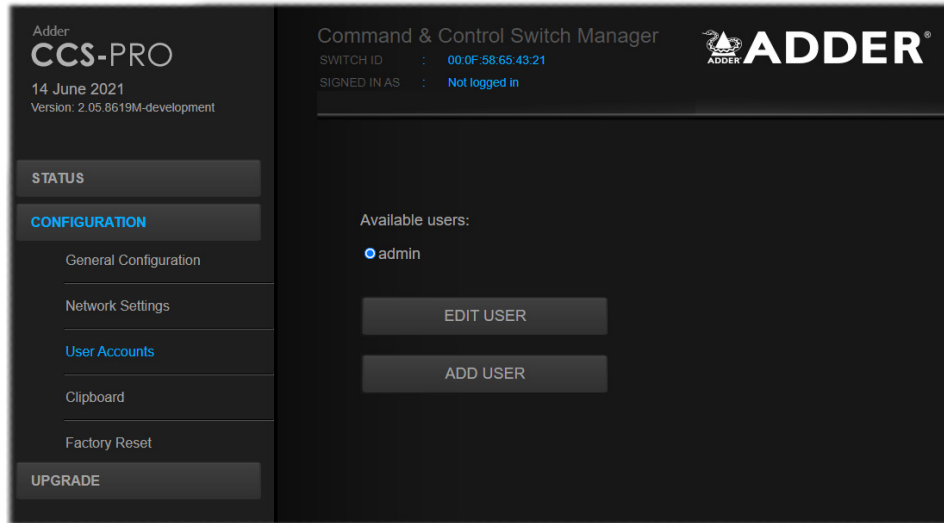 Adder
CCS-PRO
14 June 2021
Version: 2.05.8619M-development
Command & Control Switch Manager
SWITCH ID : 00:0F:58:65:43:21
SIGNED IN AS : Not logged in
ADDER
ADDER®
STATUS
CONFIGURATION
General Configuration
Network Settings
User Accounts
Clipboard
Factory Reset
UPGRADE
Available users:
admin
EDIT USER
ADD USER